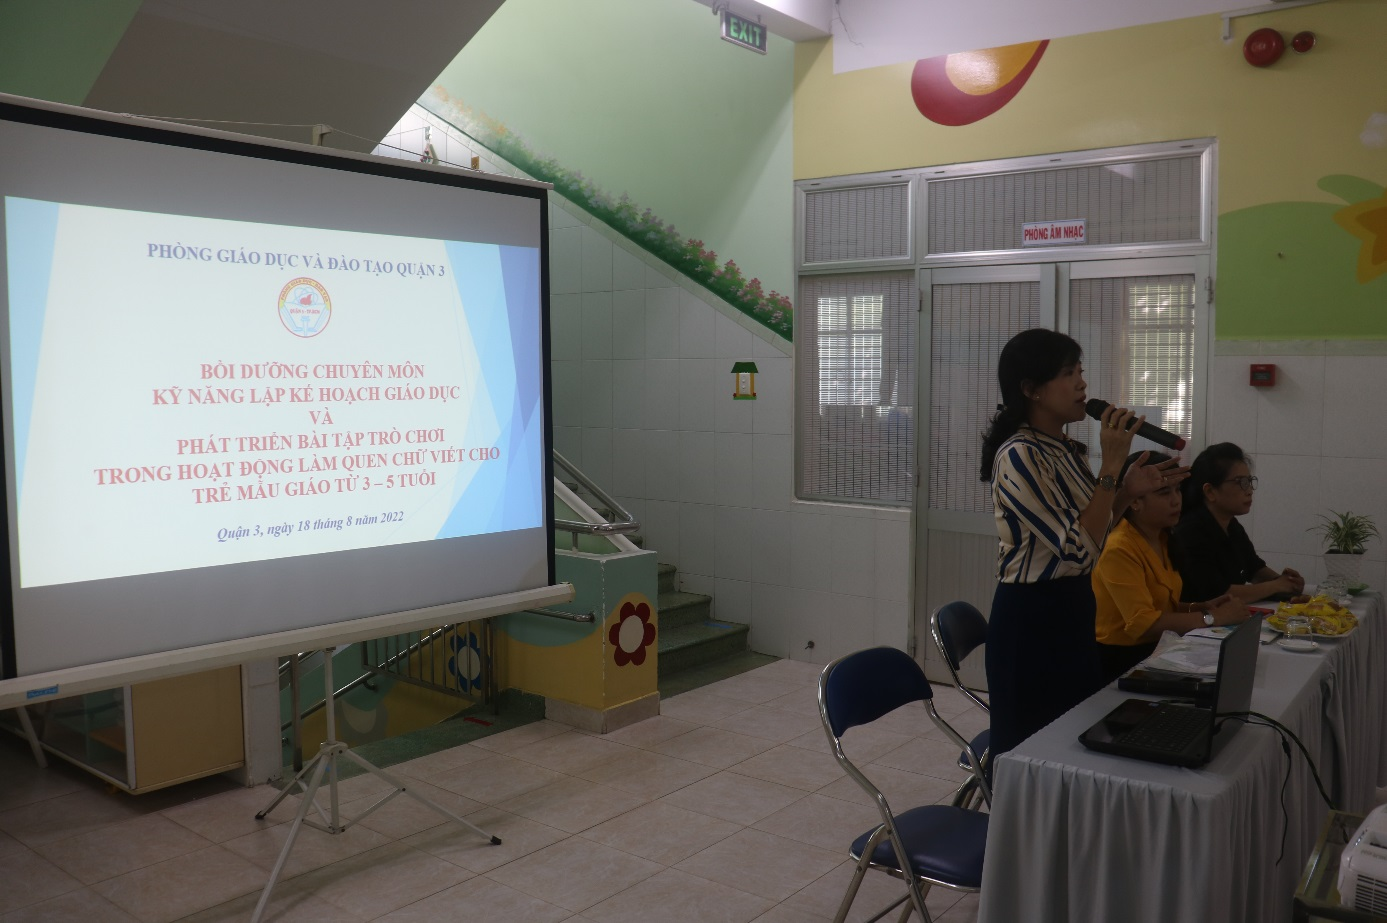 EXIT
PHÒNG ÂM NHẠC
PHÒNG GIÁO DỤC VÀ ĐÀO TẠO QUẬN 3
BỒI DƯỠNG CHUYÊN MÔN
KỸ NĂNG LẬP KẾ HOẠCH GIÁO DỤC
VÀ
PHÁT TRIỂN BÀI TẬP TRÒ CHƠI
TRONG HOẠT ĐỘNG LÀM QUEN CHỮ VIẾT CHO
TRẺ MẪU GIÁO TỪ 3 – 5 TUỔI
Quận 3, ngày 18 tháng 8 năm 2022